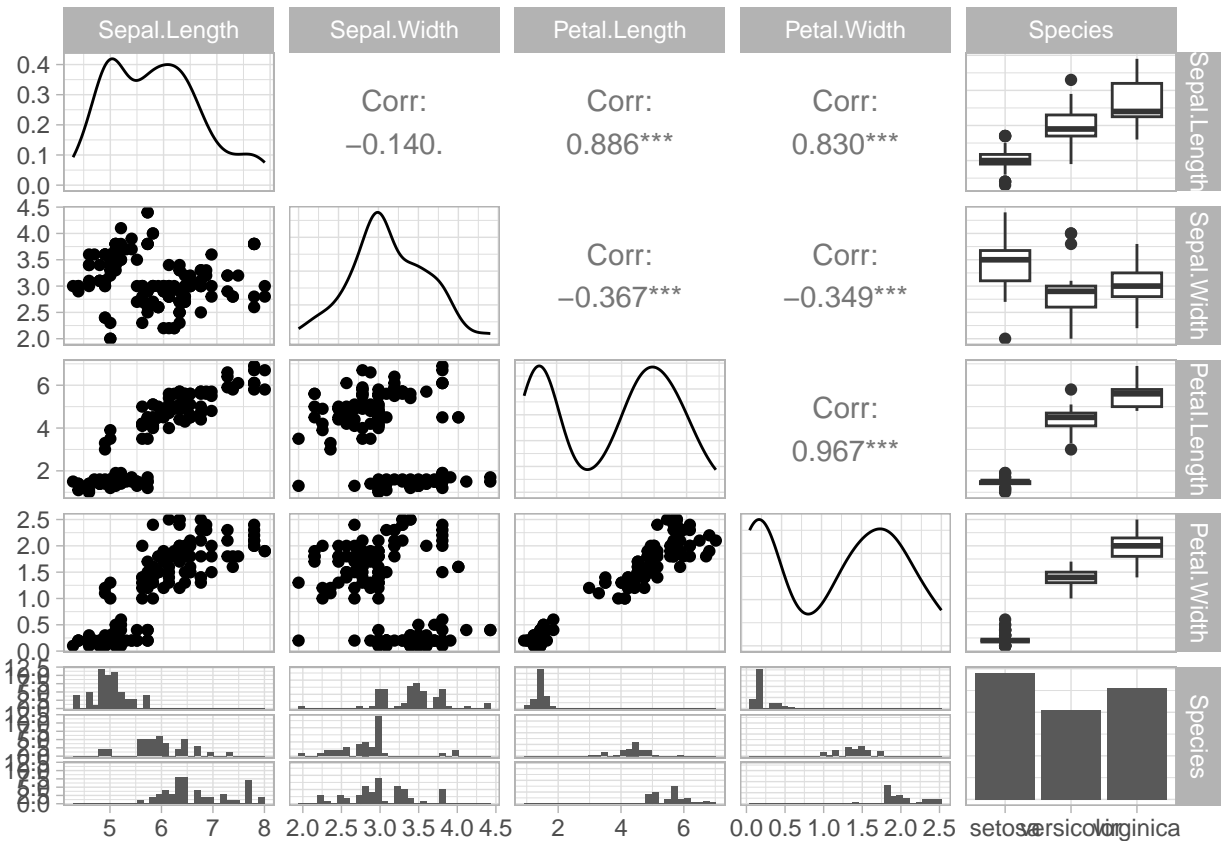 Sepal.Length Sepal.Width Petal.Length Petal.Width Species
0.4
0.3
0.2
0.1
0.0
Corr:
−0.140.
Corr:
0.886***
Corr:
0.830***
Sepal.Length
4.5
4.0
3.5
3.0
2.5
2.0
Corr:
−0.367***
Corr:
−0.349***
Sepal.Width
6
4
2
Corr:
0.967***
Petal.Length
2.5
2.0
1.5
1.0
0.5
0.0
Petal.Width
Species
5 6 7 8 2.0 2.5 3.0 3.5 4.0 4.5 2 4 6 0.0 0.5 1.0 1.5 2.0 2.5 setosa versicolor virginica